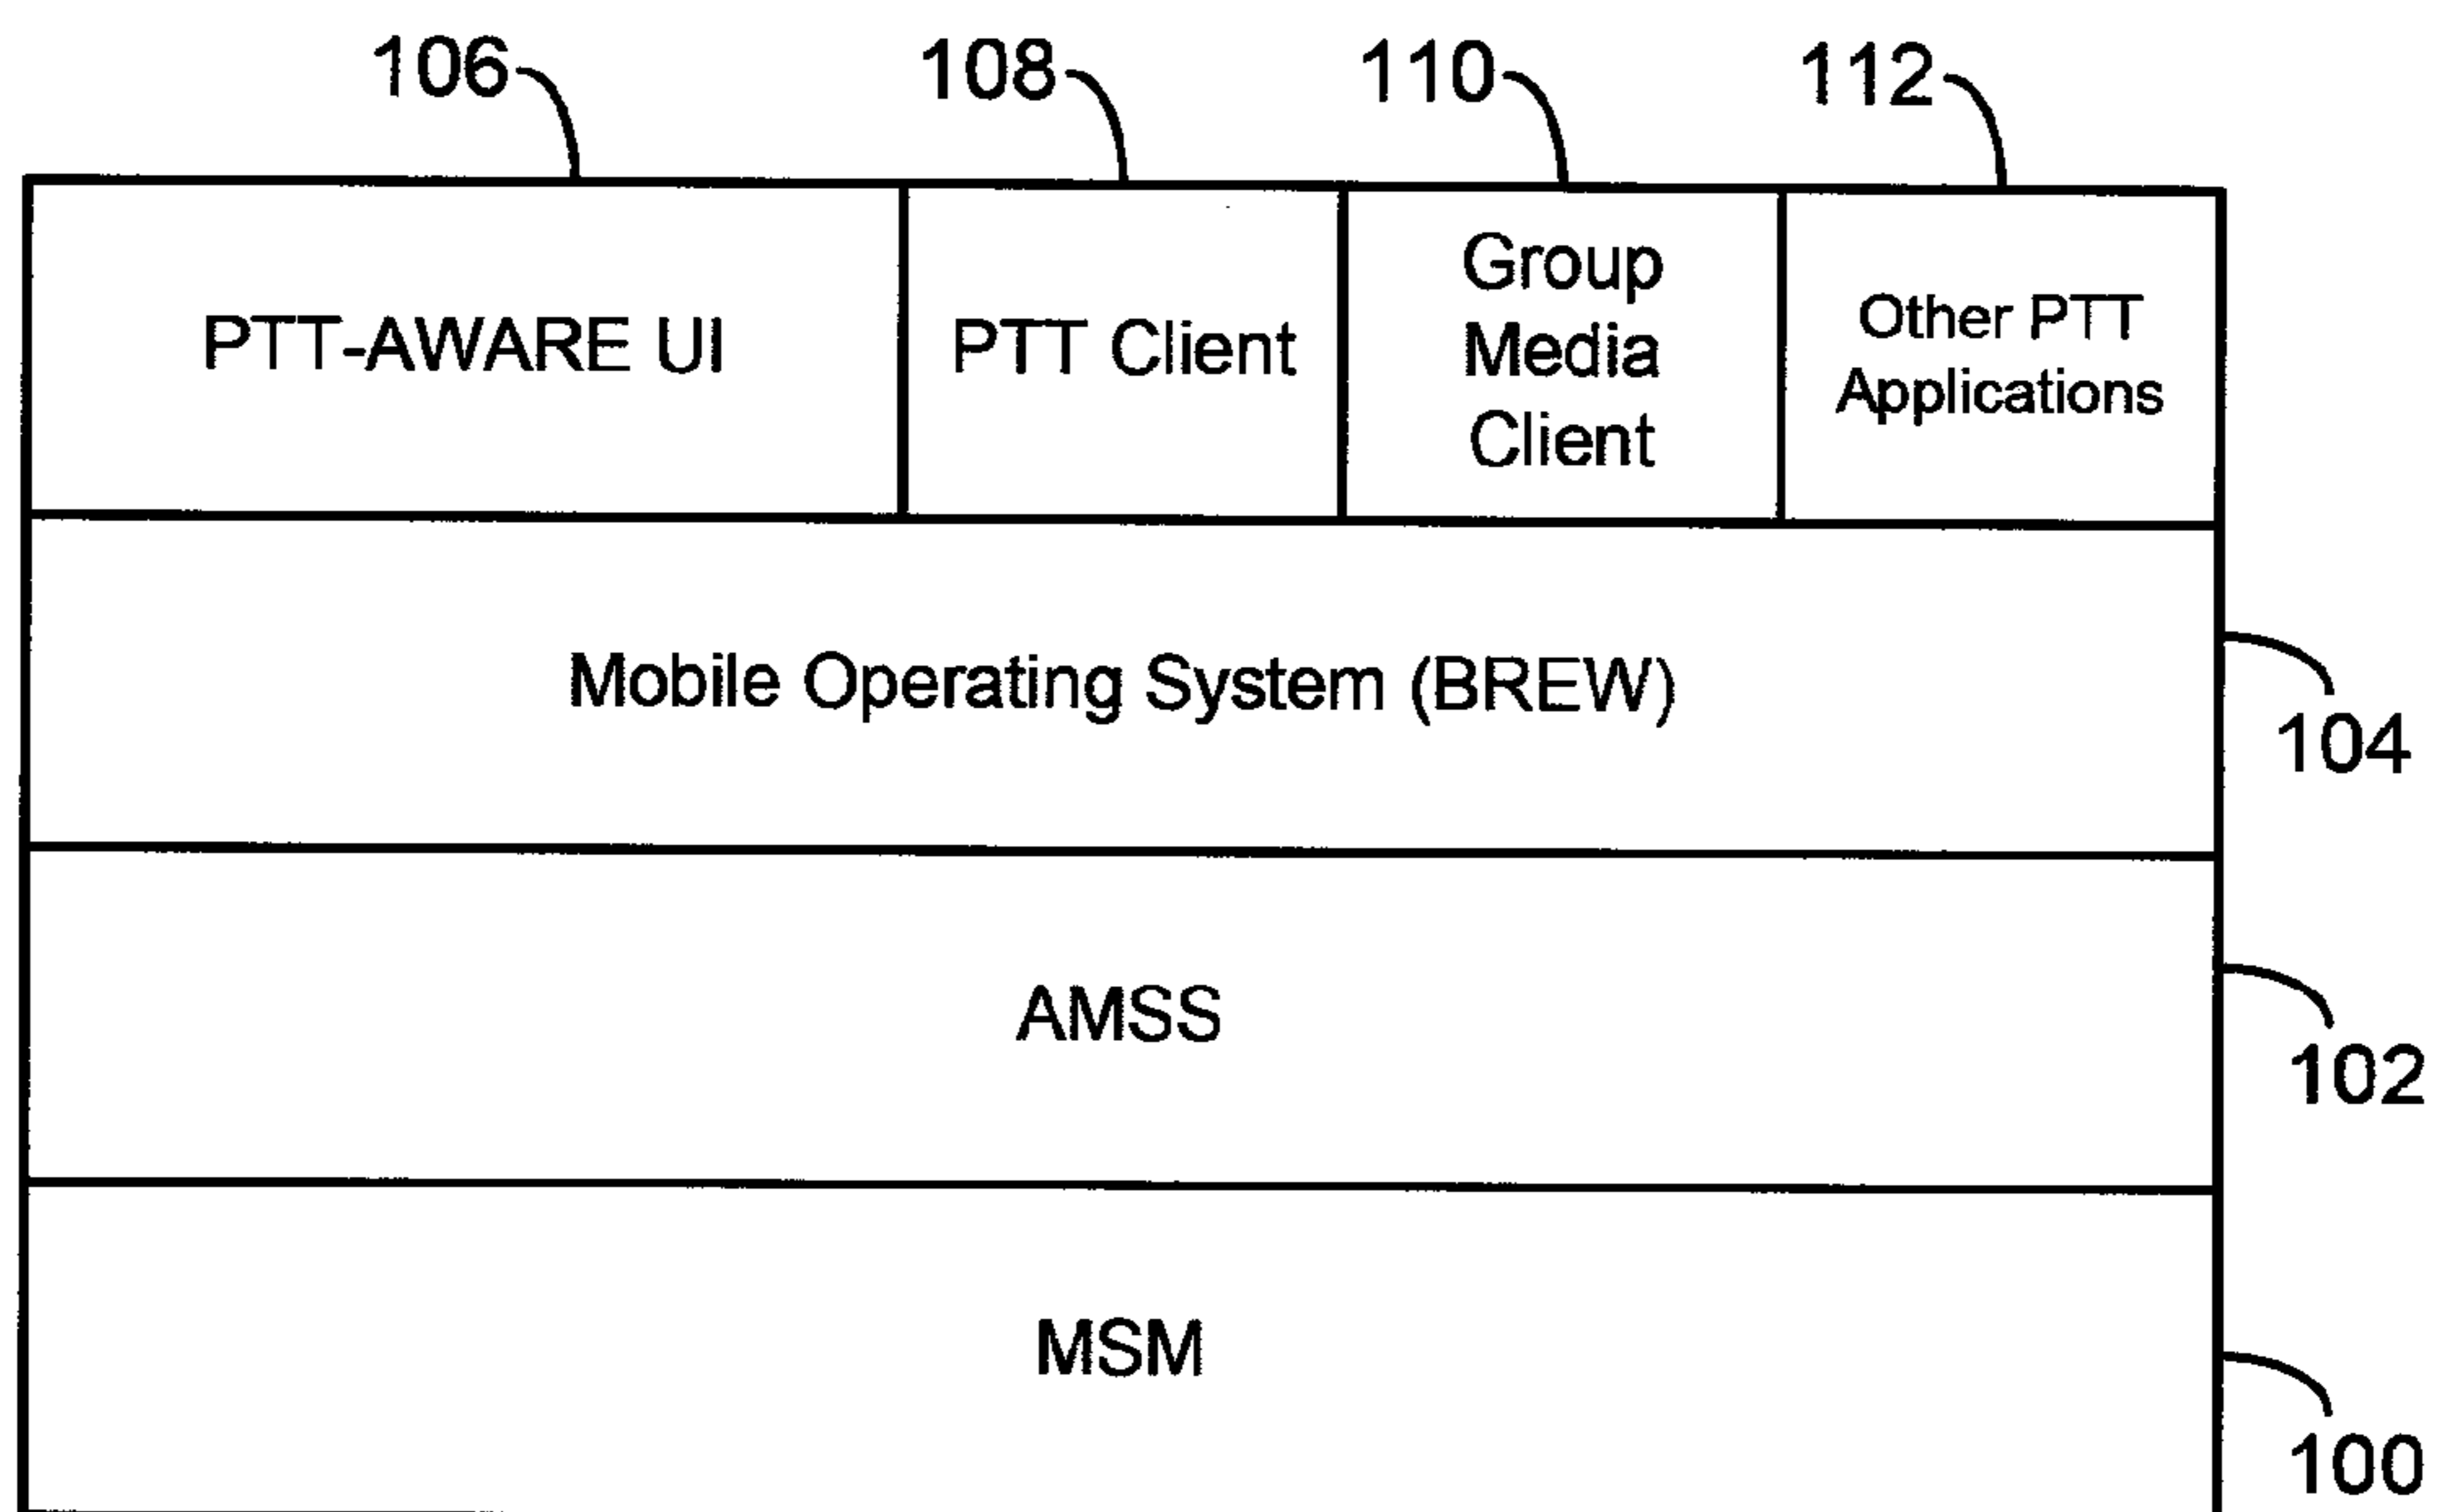 106
108
110
112
PTT-AWARE UI
PTT Client
Group
Media
Client
Other PTT
Applications
Mobile Operating System (BREW)
104
AMSS
102
MSM
100